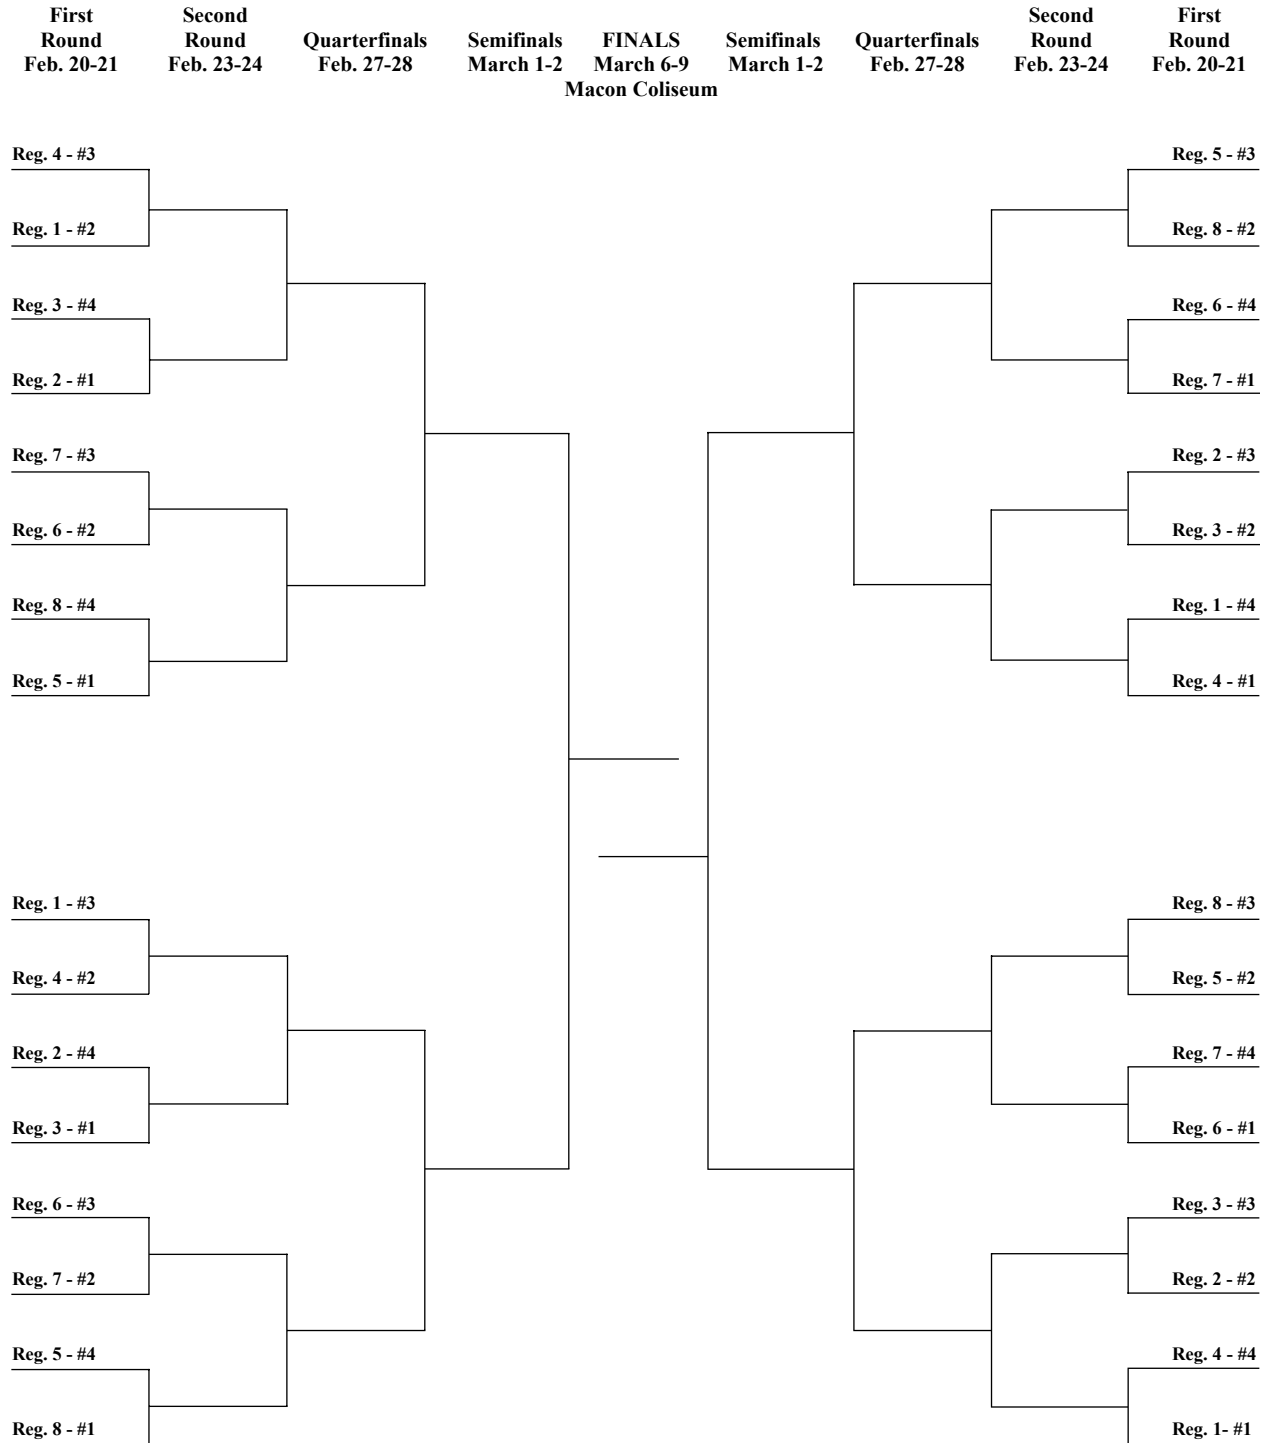 First
Round
Feb. 20-21
Second
Round
Feb. 23-24
Quarterfinals
Feb. 27-28
Semifinals
March 1-2
FINALS
March 6-9
Macon Coliseum
Semifinals
March 1-2
Quarterfinals
Feb. 27-28
Second
Round
Feb. 23-24
First
Round
Feb. 20-21
Reg. 4 - #3
Reg. 1 - #2
Reg. 3 - #4
Reg. 2 - #1
Reg. 7 - #3
Reg. 6 - #2
Reg. 8 - #4
Reg. 5 - #1
Reg. 1 - #3
Reg. 4 - #2
Reg. 2 - #4
Reg. 3 - #1
Reg. 6 - #3
Reg. 7 - #2
Reg. 5 - #4
Reg. 8 - #1
Reg. 5 - #3
Reg. 8 - #2
Reg. 6 - #4
Reg. 7 - #1
Reg. 2 - #3
Reg. 3 - #2
Reg. 1 - #4
Reg. 4 - #1
Reg. 8 - #3
Reg. 5 - #2
Reg. 7 - #4
Reg. 6 - #1
Reg. 3 - #3
Reg. 2 - #2
Reg. 4 - #4
Reg. 1- #1